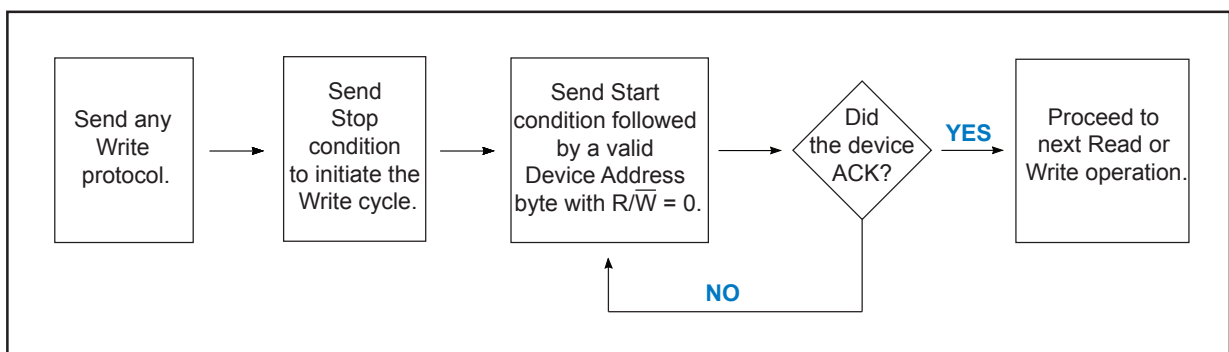 Send any
Write
protocol.
Send
Stop
condition
to initiate the
Write cycle.
Send Start
condition followed
by a valid
Device Address
byte with R/W̅ = 0.
Did
the device
ACK?
YES
NO
Proceed to
next Read or
Write operation.